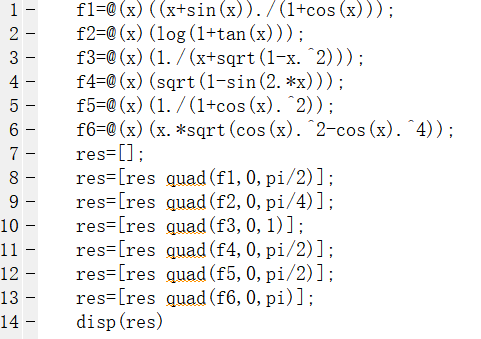 1 - f1=@(x)((x+sin(x))./(1+cos(x)));
2 - f2=@(x)(log(1+tan(x)));
3 - f3=@(x)(1./(x+sqrt(1-x.^2)));
4 - f4=@(x)(sqrt(1-sin(2.*x)));
5 - f5=@(x)(1./(1+cos(x).^2));
6 - f6=@(x)(x.*sqrt(cos(x).^2-cos(x).^4));
7 - res=[];
8 - res=[res quad(f1,0,pi/2)];
9 - res=[res quad(f2,0,pi/4)];
10 - res=[res quad(f3,0,1)];
11 - res=[res quad(f4,0,pi/2)];
12 - res=[res quad(f5,0,pi/2)];
13 - res=[res quad(f6,0,pi)];
14 - disp(res)